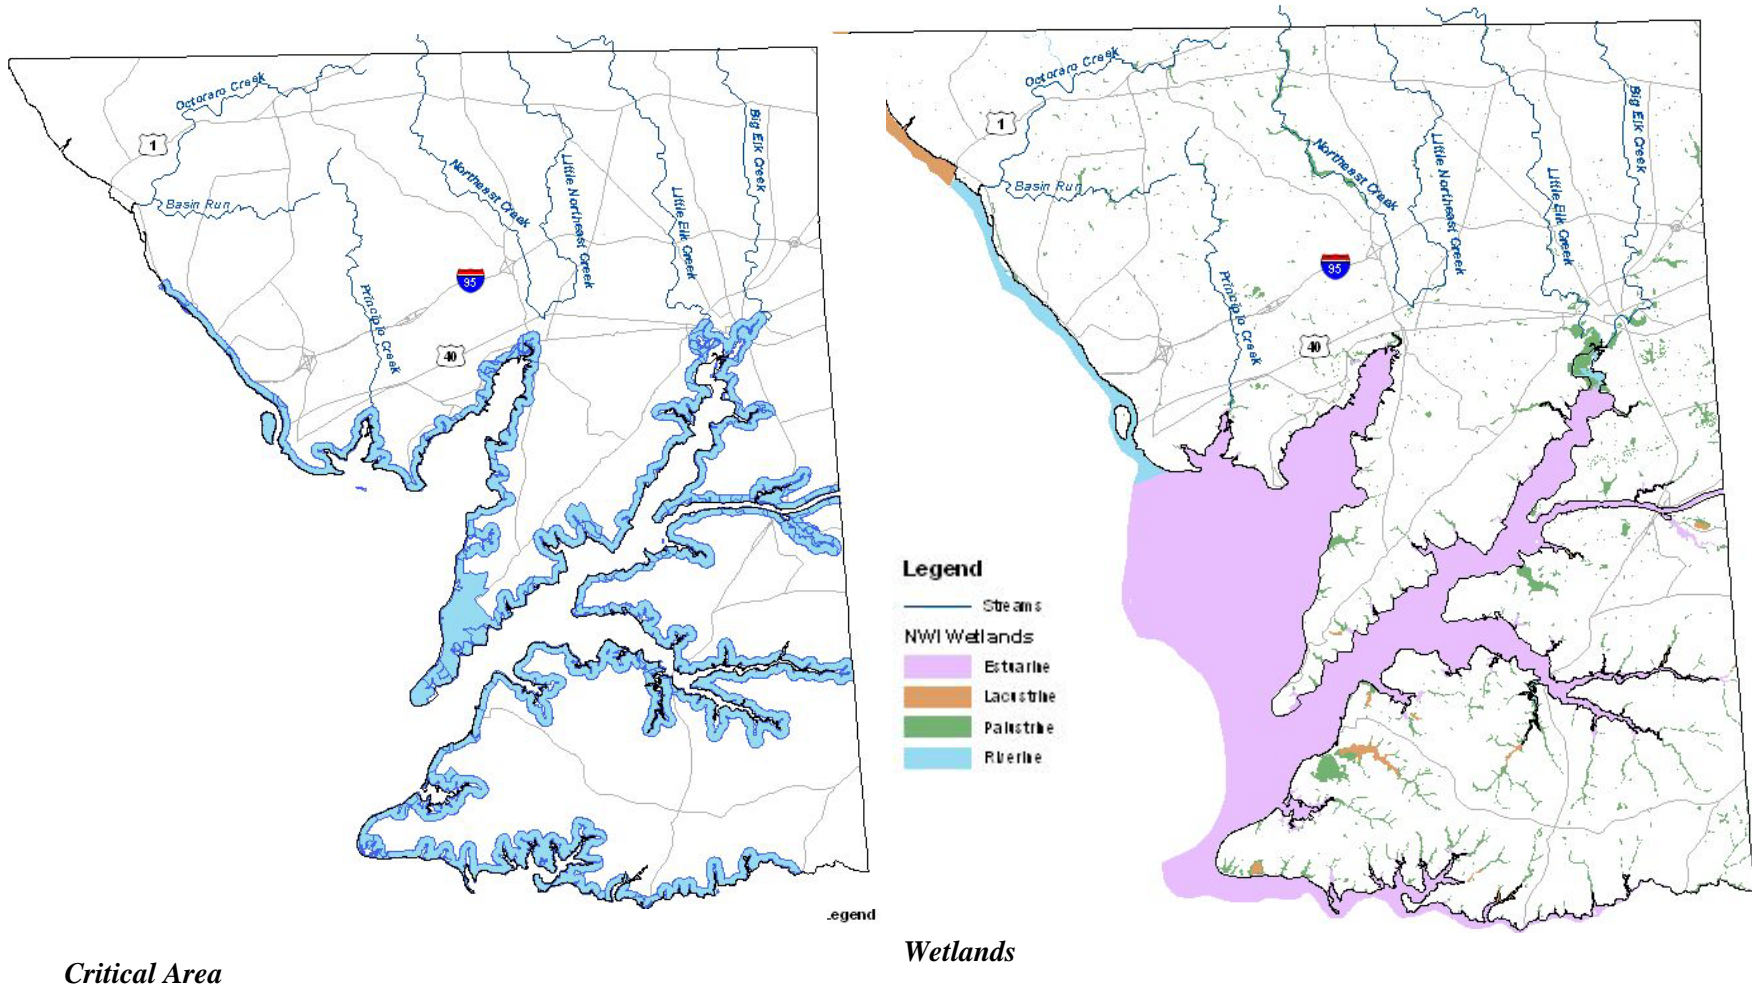 Octoraro Creek
1
Basin Run
Principio Creek
Northeast Creek
Little Northeast Creek
Little Elk Creek
Big Elk Creek
95
40
Critical Area
Octoraro Creek
1
Basin Run
Principio Creek
Northeast Creek
Little Northeast Creek
Little Elk Creek
Big Elk Creek
95
40
Legend
Streams
NWI Wetlands
Estuarine
Lacustrine
Palustrine
Riverine
.egend
Wetlands